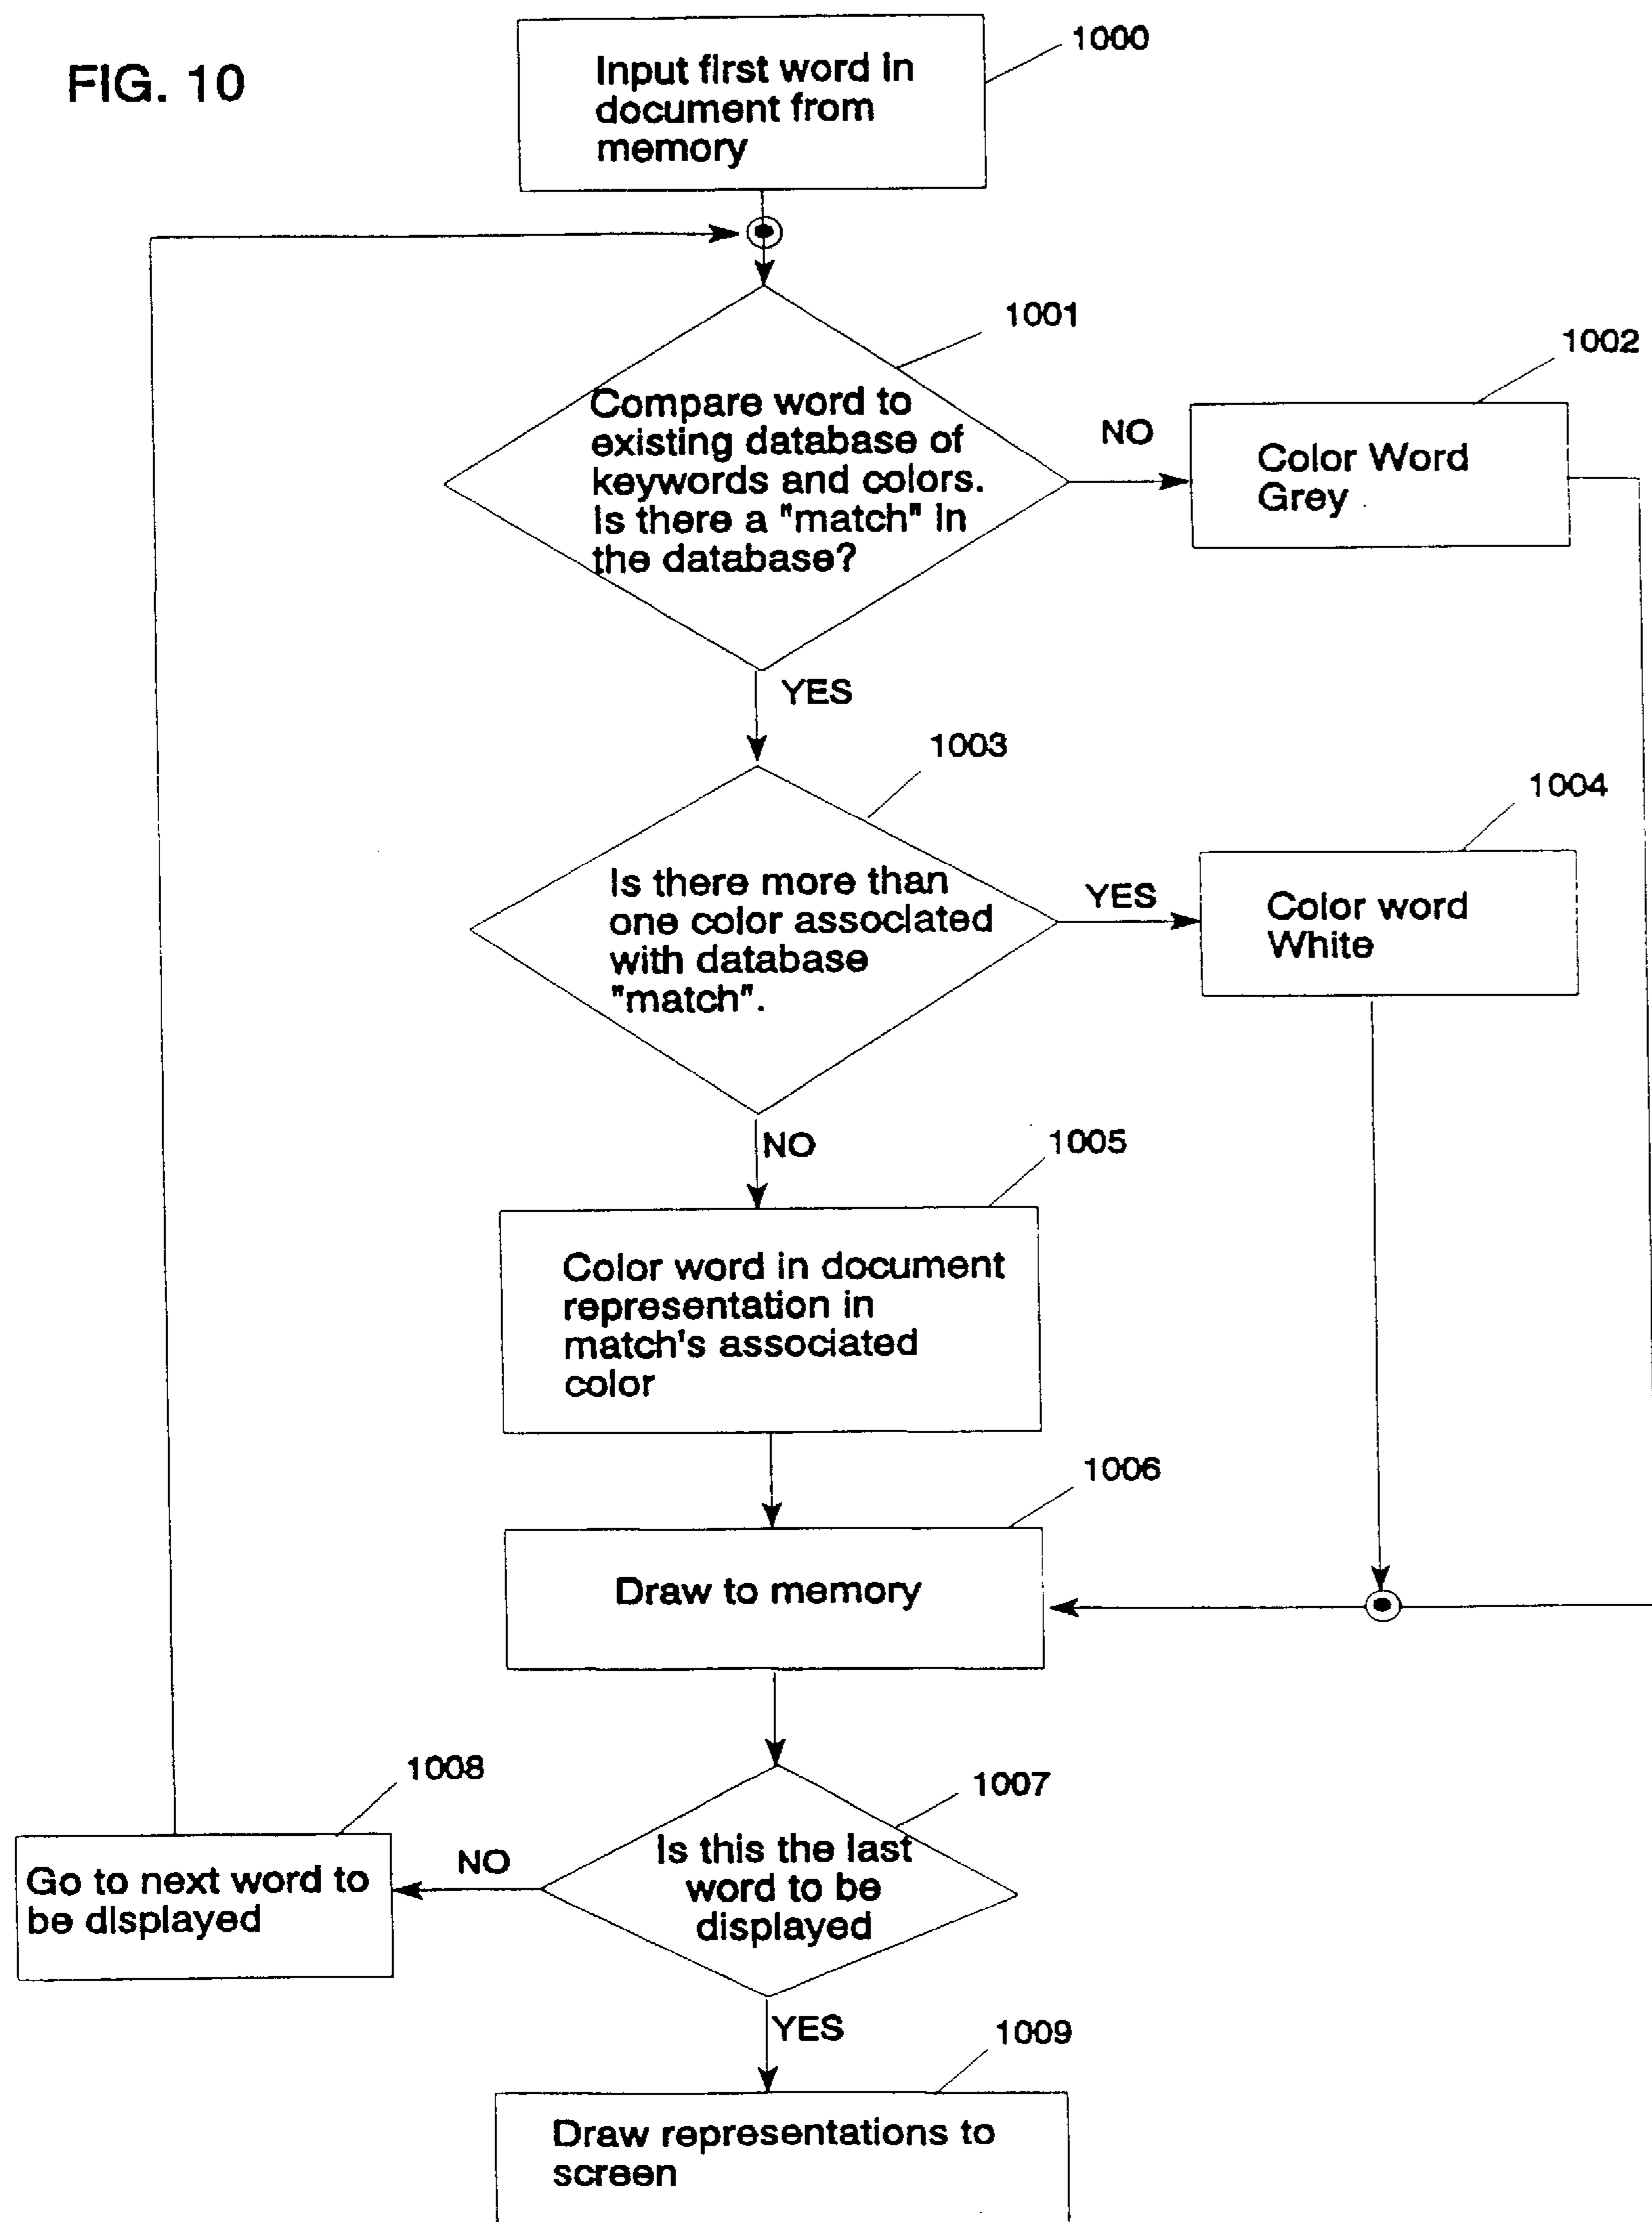 FIG. 10
1000
Input first word in
document from
memory
1001
Compare word to
existing database of
keywords and colors.
Is there a "match" in
the database?
NO
1002
Color Word
Grey
YES
1003
Is there more than
one color associated
with database
"match".
YES
1004
Color word
White
NO
1005
Color word in document
representation in
match's associated
color
1006
Draw to memory
1007
Is this the last
word to be
displayed
NO
1008
Go to next word to
be displayed
YES
1009
Draw representations to
screen